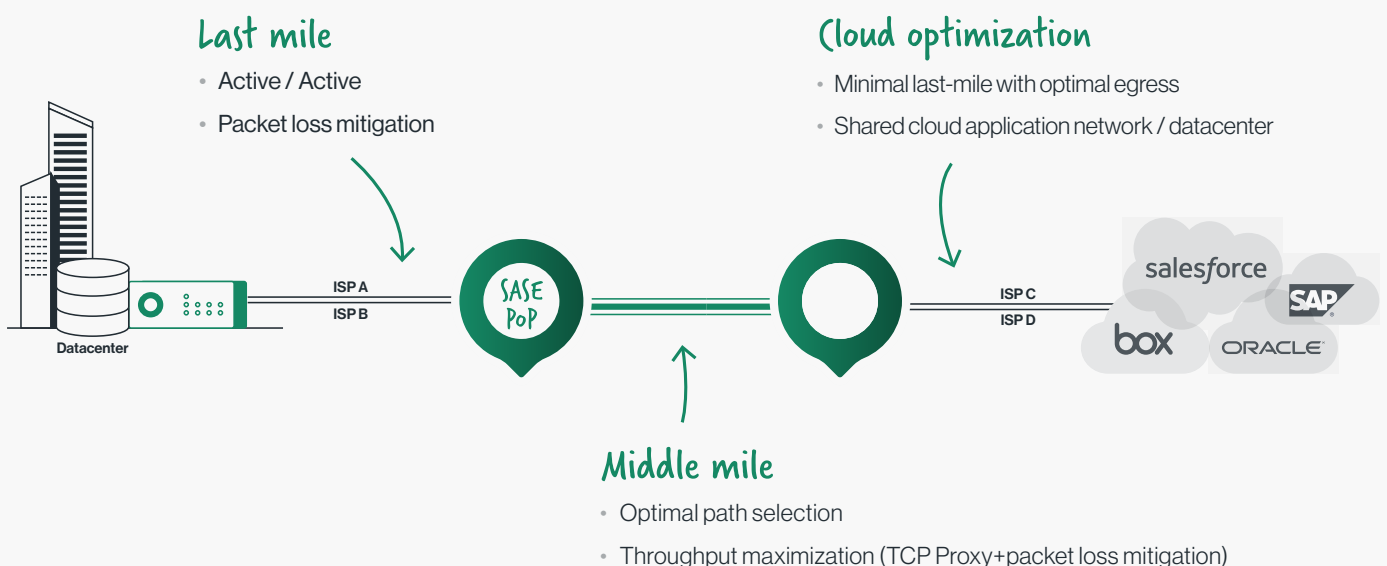 Last mile
• Active / Active
• Packet loss mitigation
Cloud optimization
• Minimal last-mile with optimal egress
• Shared cloud application network / datacenter
Datacenter
ISP A
ISP B
SASE
PoP
ISP C
ISP D
salesforce
SAP
box
ORACLE
Middle mile
• Optimal path selection
• Throughput maximization (TCP Proxy+packet loss mitigation)